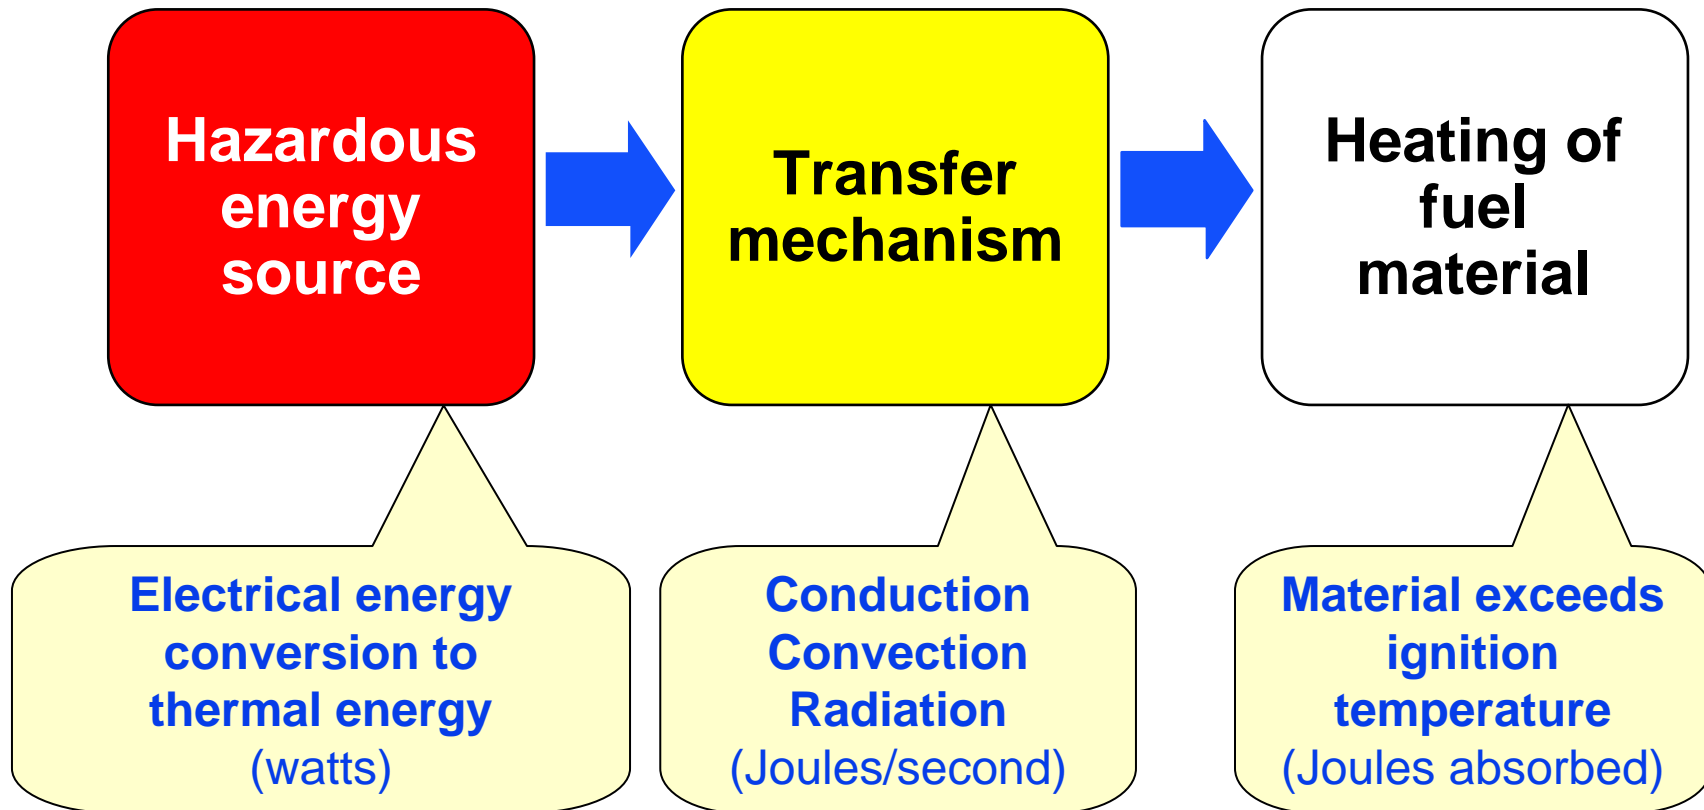 Hazardous
energy
source
Transfer
mechanism
Heating of
fuel
material
Electrical energy
conversion to
thermal energy
(watts)
Conduction
Convection
Radiation
(Joules/second)
Material exceeds
ignition
temperature
(Joules absorbed)